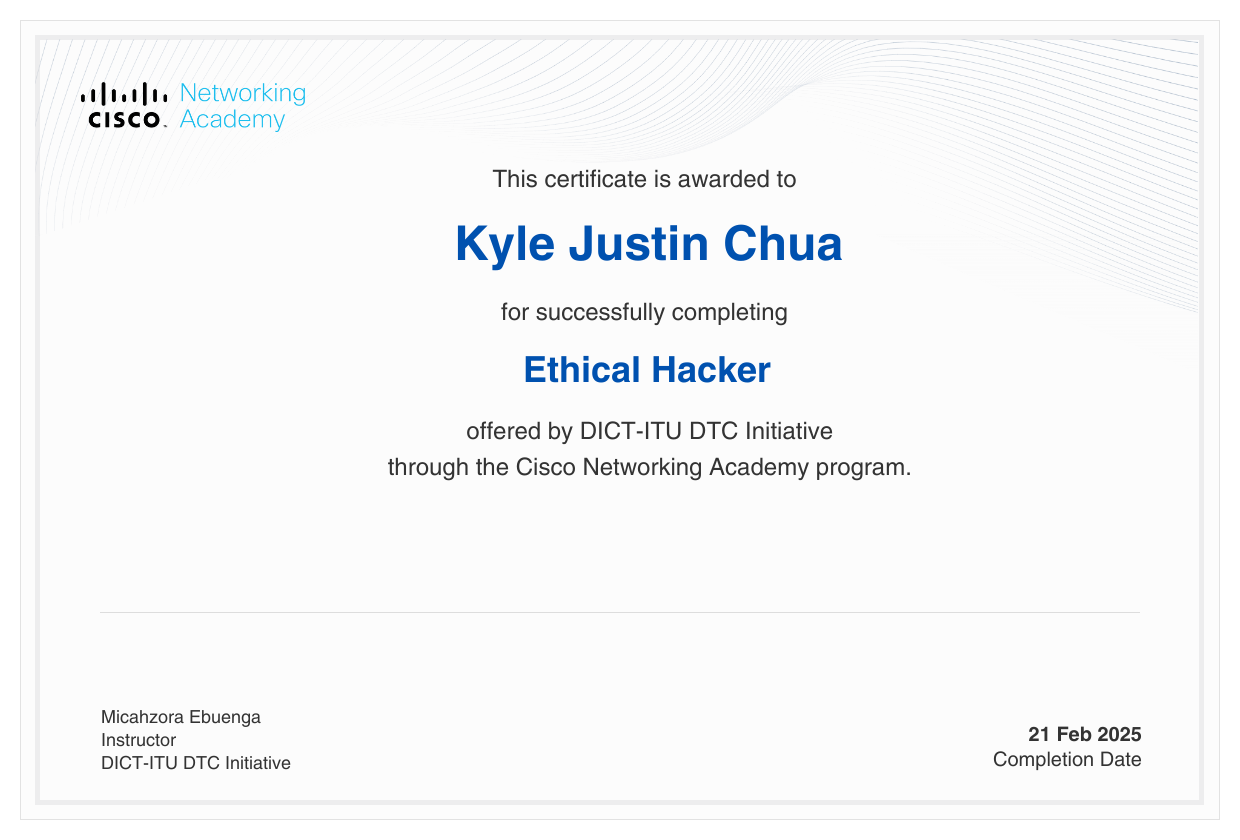 CISCO
Networking
Academy
This certificate is awarded to
Kyle Justin Chua
for successfully completing
Ethical Hacker
offered by DICT-ITU DTC Initiative
through the Cisco Networking Academy program.
Micahzora Ebuenga
Instructor
DICT-ITU DTC Initiative
21 Feb 2025
Completion Date